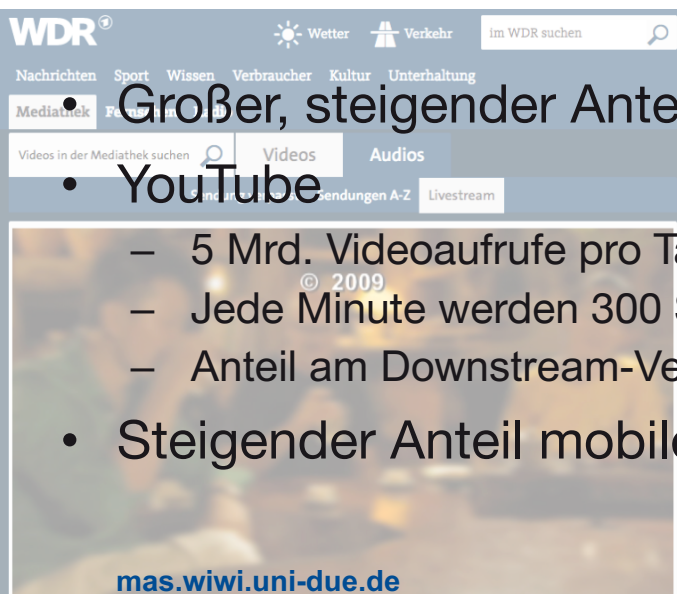 WDR®
Wetter Verkehr im WDR suchen
Nachrichten Sport Wissen Verbraucher Kultur Unterhaltung
Mediathek
• Großer, steigender Ante
Videos in der Mediathek suchen Videos Audios
• YouTube
Sendungen A-Z Livestream
– 5 Mrd. Videoaufrufe pro Ta
© 2009
– Jede Minute werden 300
– Anteil am Downstream-Ve
• Steigender Anteil mobile
mas.wiwi.uni-due.de